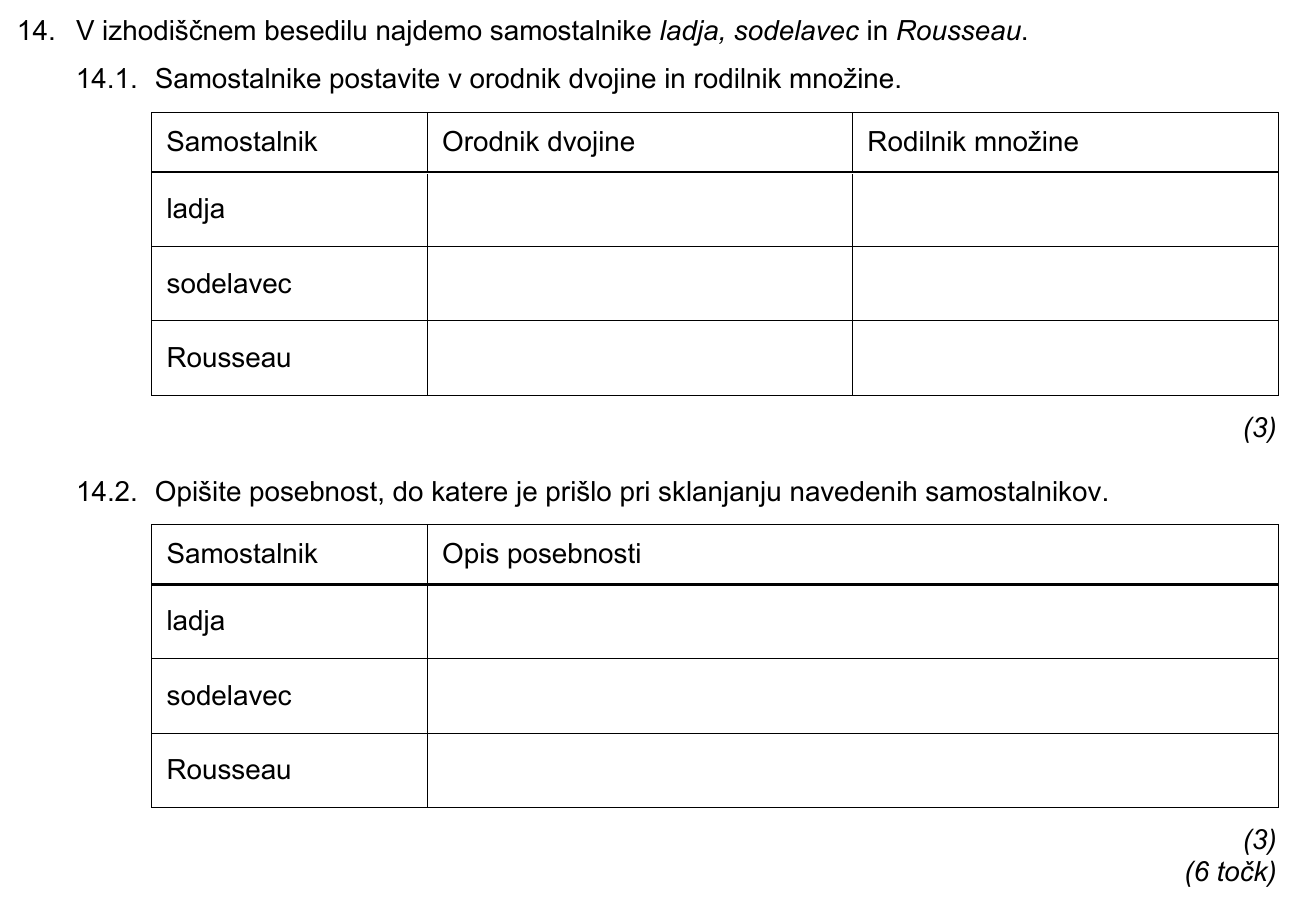 14. V izhodiščnem besedilu najdemo samostalnike ladja, sodelavec in Rousseau.
14.1. Samostalnike postavite v orodnik dvojine in rodilnik množine.
Samostalnik Orodnik dvojine Rodilnik množine
ladja
sodelavec
Rousseau
(3)
14.2. Opišite posebnost, do katere je prišlo pri sklanjanju navedenih samostalnikov.
Samostalnik Opis posebnosti
ladja
sodelavec
Rousseau
(3)
(6 točk)